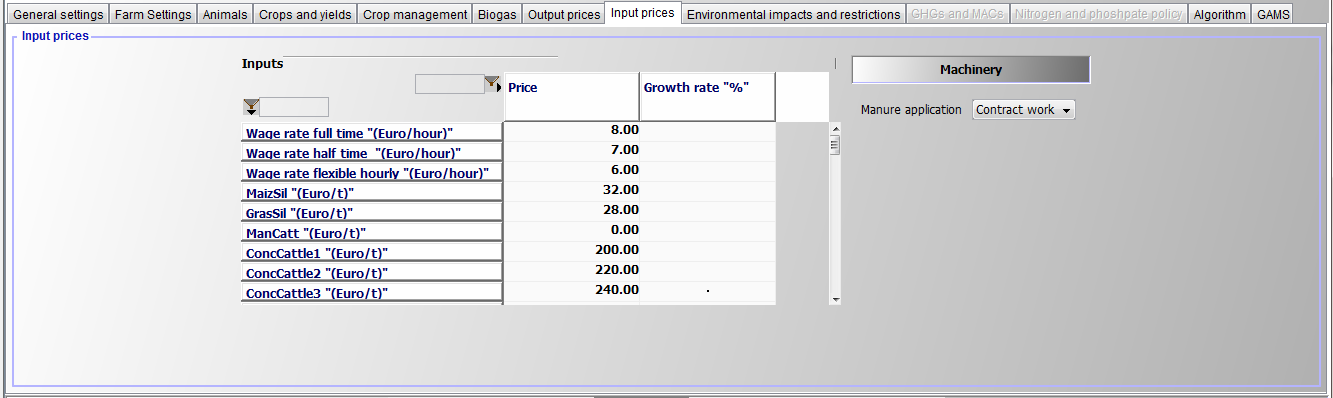 General settings Farm Settings Animals Crops and yields Crop management Biogas Output prices Input prices Environmental impacts and restrictions GHGs and MACs Nitrogen and phoshpate policy Algorithm GAMS
Input prices
Inputs
Machinery
Price Growth rate "%"
Manure application Contract work
Wage rate full time "(Euro/hour)" 8.00
Wage rate half time "(Euro/hour)" 7.00
Wage rate flexible hourly "(Euro/hour)" 6.00
MaizSil "(Euro/t)" 32.00
GrasSil "(Euro/t)" 28.00
ManCatt "(Euro/t)" 0.00
ConcCattle1 "(Euro/t)" 200.00
ConcCattle2 "(Euro/t)" 220.00
ConcCattle3 "(Euro/t)" 240.00 .